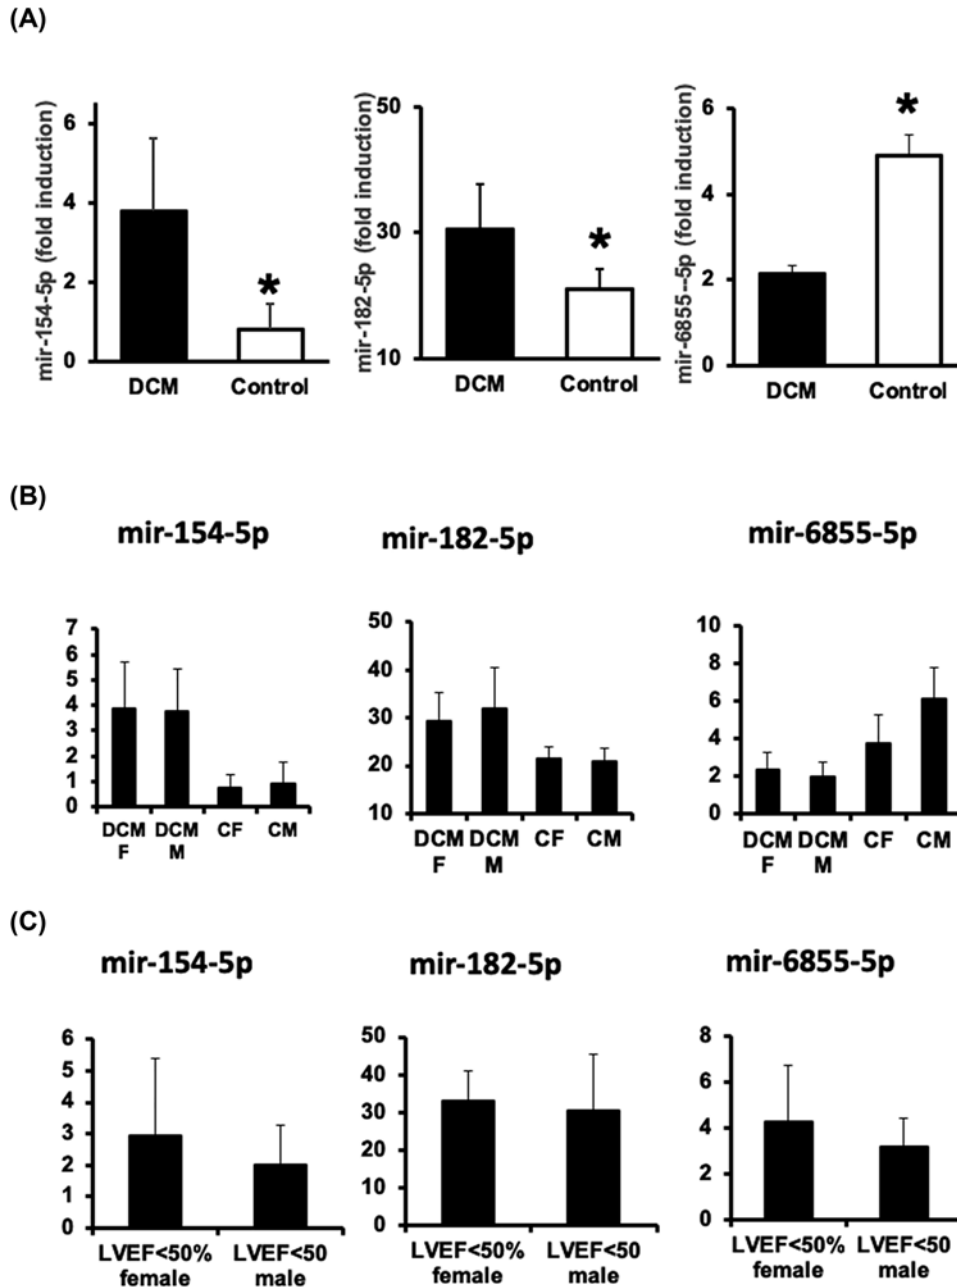 (A)
mir-154-5p (fold induction)
6
4
2
0
*
DCM Control
mir-182-5p (fold induction)
50
30
10
*
DCM Control
mir-6855--5p (fold induction)
6
4
2
0
*
DCM Control
(B)
mir-154-5p
7
6
5
4
3
2
1
0
DCM DCM CF CM
F M
mir-182-5p
50
40
30
20
10
DCM DCM CF CM
F M
mir-6855-5p
10
8
6
4
2
0
DCM DCM CF CM
F M
(C)
mir-154-5p
6
5
4
3
2
1
0
LVEF<50% LVEF<50
female male
mir-182-5p
50
40
30
20
10
0
LVEF<50% LVEF<50
female male
mir-6855-5p
8
6
4
2
0
LVEF<50% LVEF<50
female male